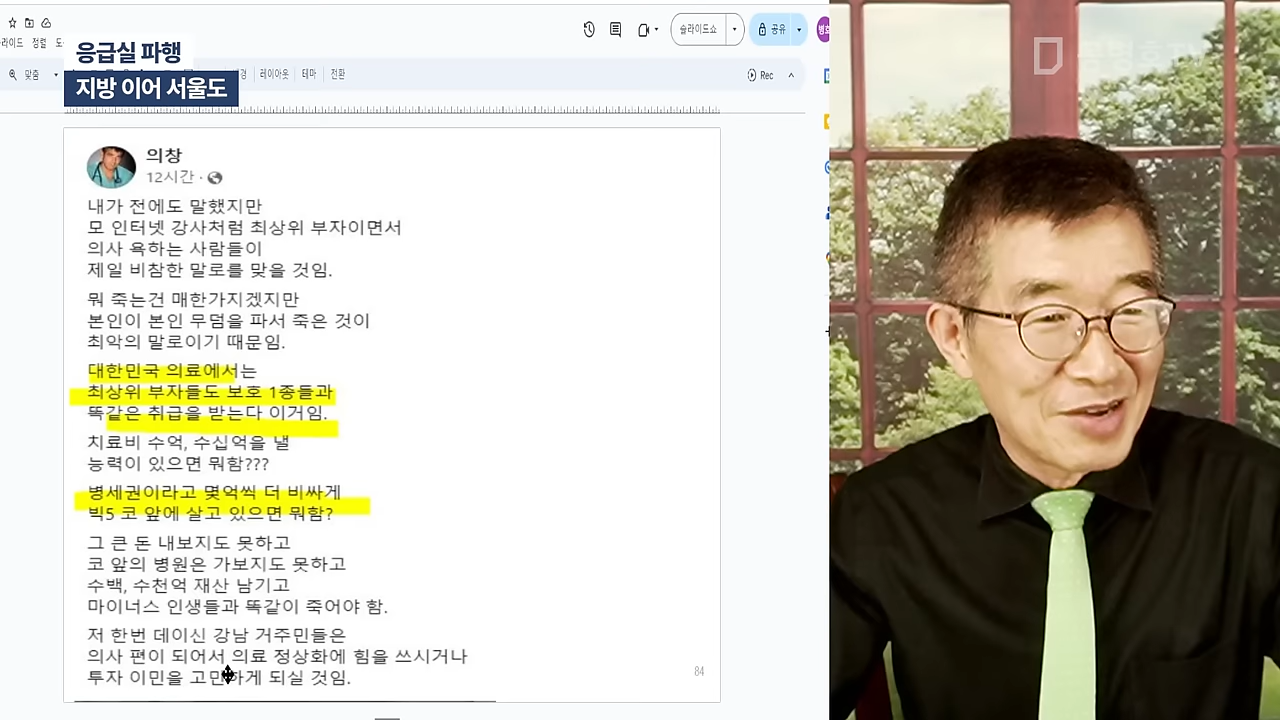 응급실 파행
지방 이어 서울도
슬라이드쇼
공유
맞춤
레이아웃
테마
전환
Rec
의창
12시간 ·
내가 전에도 말했지만
모 인터넷 강사처럼 최상위 부자이면서
의사 욕하는 사람들이
제일 비참한 말로를 맞을 것임.
뭐 죽는건 매한가지겠지만
본인이 본인 무덤을 파서 죽은 것이
최악의 말로이기 때문임.
대한민국 의료에서는
최상위 부자들도 보호 1종들과
똑같은 취급을 받는다 이거임.
치료비 수억, 수십억을 낼
능력이 있으면 뭐함???
병세권이라고 몇억씩 더 비싸게
빅5 코 앞에 살고 있으면 뭐함?
그 큰 돈 내보지도 못하고
코 앞의 병원은 가보지도 못하고
수백, 수천억 재산 남기고
마이너스 인생들과 똑같이 죽어야 함.
저 한번 데이신 강남 거주민들은
의사 편이 되어서 의료 정상화에 힘을 쓰시거나
투자 이민을 고민하게 되실 것임.
84